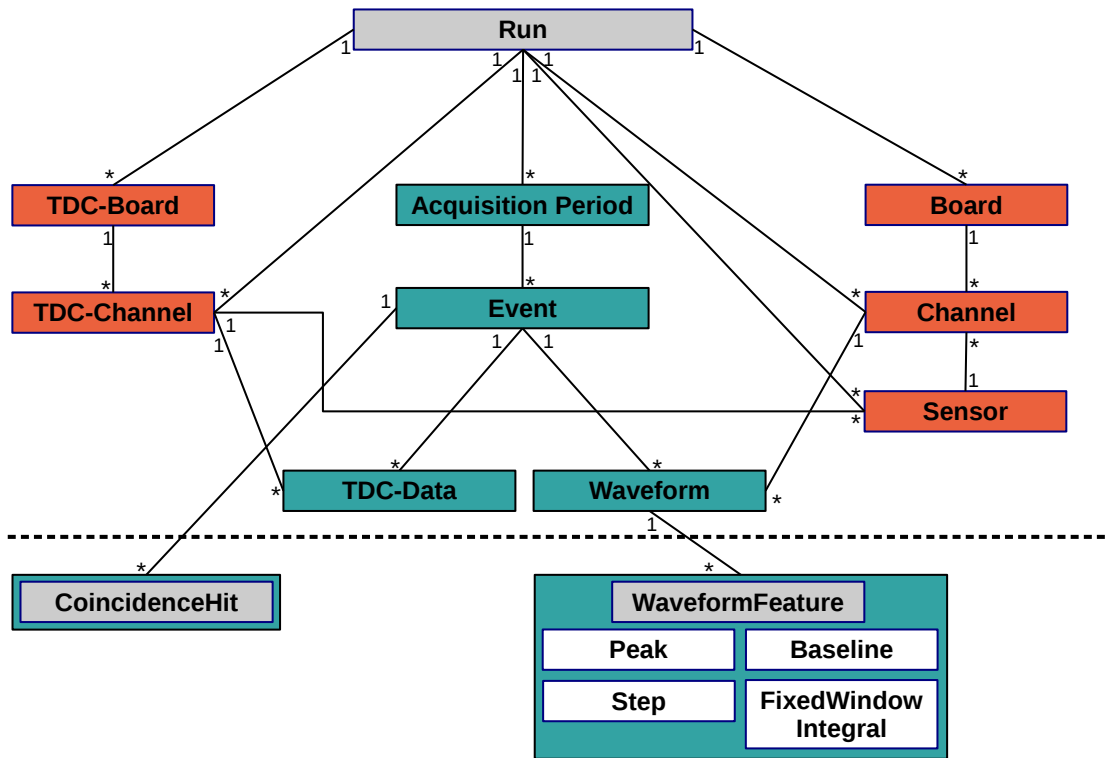 Run
1 1
1 1
1 1
* * *
TDC-Board Acquisition Period Board
1 1 1
* * * * *
TDC-Channel Event Channel
1 1
1 1 1 1 *
1
* *
Sensor
* * * * *
TDC-Data Waveform
1
* *
CoincidenceHit WaveformFeature
Peak Baseline
Step FixedWindow
Integral